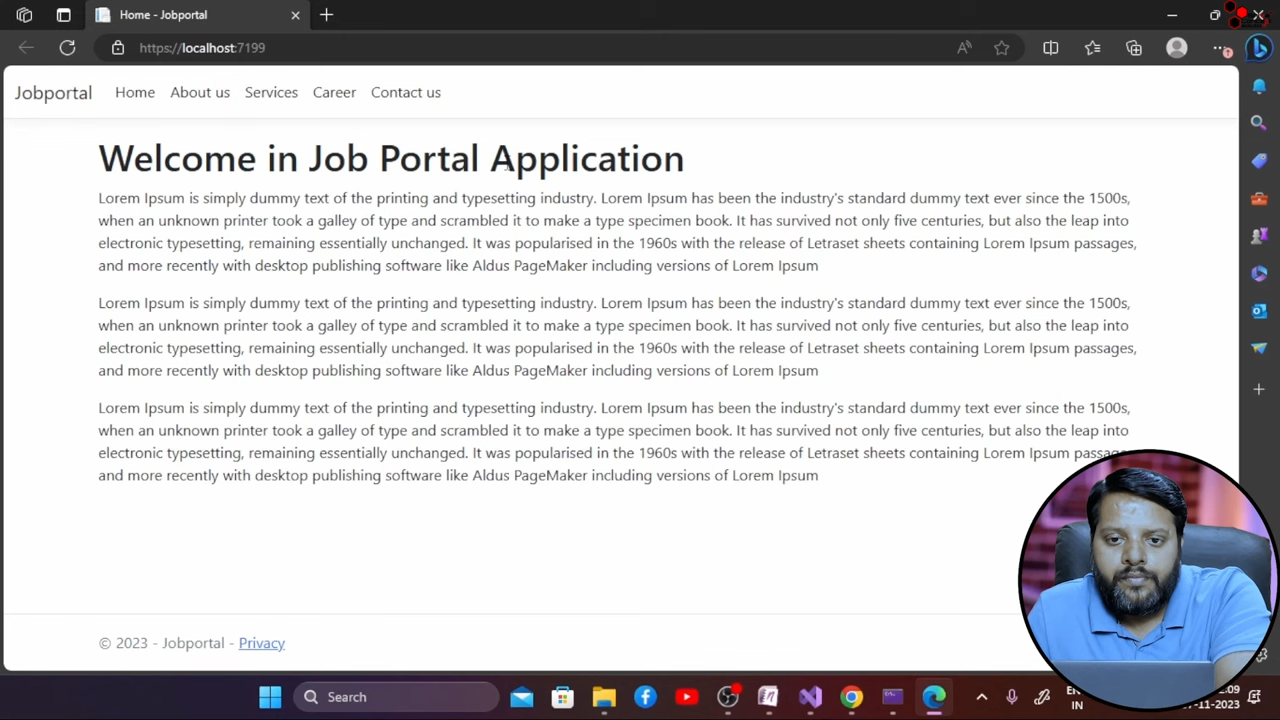 Home - Jobportal
https://localhost:7199
Jobportal Home About us Services Career Contact us
Welcome in Job Portal Application
Lorem Ipsum is simply dummy text of the printing and typesetting industry. Lorem Ipsum has been the industry's standard dummy text ever since the 1500s,
when an unknown printer took a galley of type and scrambled it to make a type specimen book. It has survived not only five centuries, but also the leap into
electronic typesetting, remaining essentially unchanged. It was popularised in the 1960s with the release of Letraset sheets containing Lorem Ipsum passages,
and more recently with desktop publishing software like Aldus PageMaker including versions of Lorem Ipsum
Lorem Ipsum is simply dummy text of the printing and typesetting industry. Lorem Ipsum has been the industry's standard dummy text ever since the 1500s,
when an unknown printer took a galley of type and scrambled it to make a type specimen book. It has survived not only five centuries, but also the leap into
electronic typesetting, remaining essentially unchanged. It was popularised in the 1960s with the release of Letraset sheets containing Lorem Ipsum passages,
and more recently with desktop publishing software like Aldus PageMaker including versions of Lorem Ipsum
Lorem Ipsum is simply dummy text of the printing and typesetting industry. Lorem Ipsum has been the industry's standard dummy text ever since the 1500s,
when an unknown printer took a galley of type and scrambled it to make a type specimen book. It has survived not only five centuries, but also the leap into
electronic typesetting, remaining essentially unchanged. It was popularised in the 1960s with the release of Letraset sheets containing Lorem Ipsum
and more recently with desktop publishing software like Aldus PageMaker including versions of Lorem Ipsum
© 2023 - Jobportal - Privacy
Search
IN
-11-2023